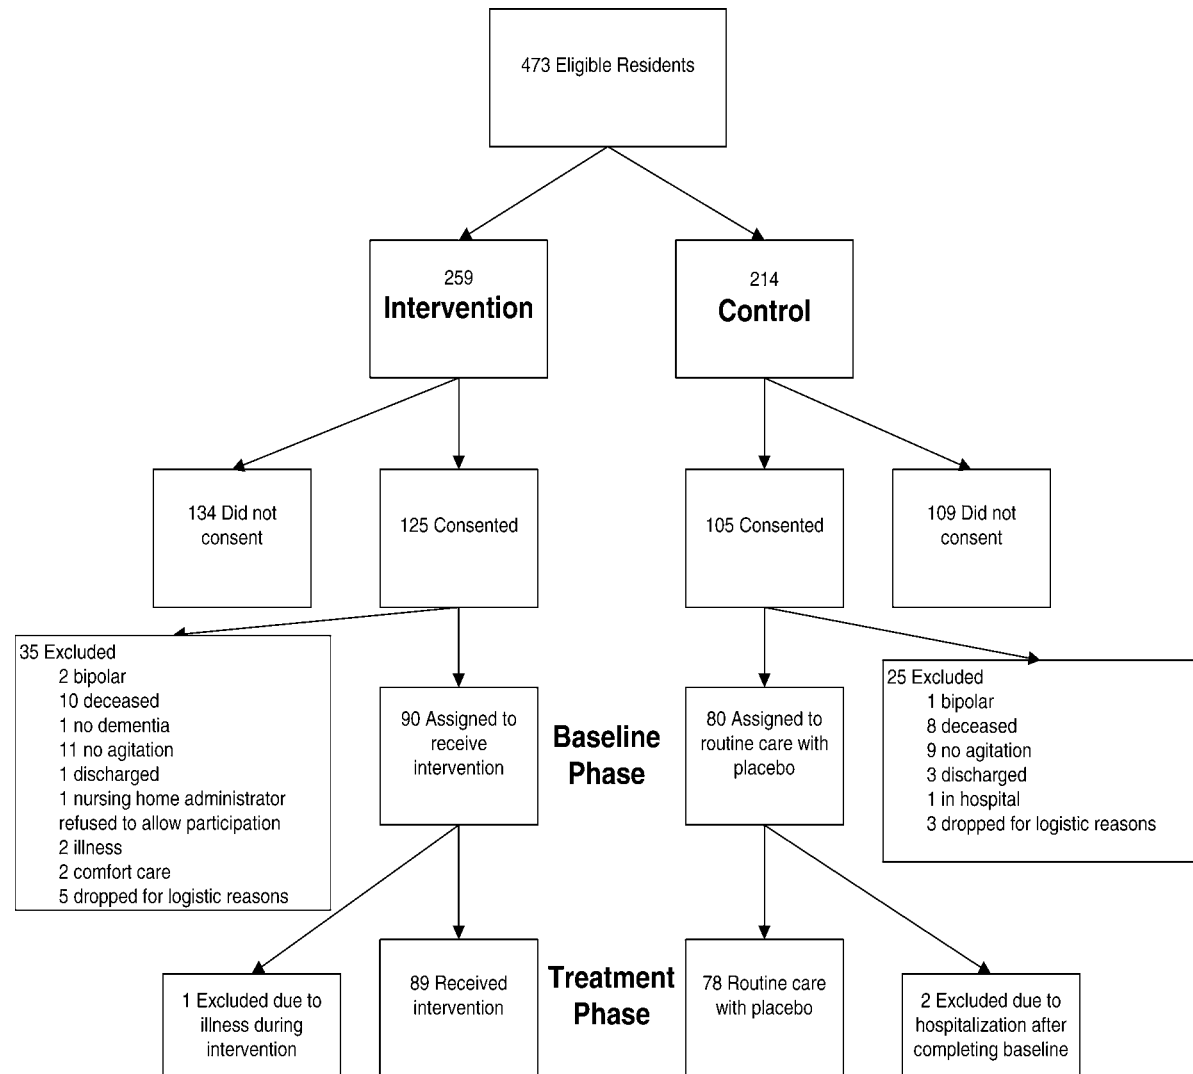 473 Eligible Residents
259
Intervention
214
Control
134 Did not
consent
125 Consented
105 Consented
109 Did not
consent
35 Excluded
2 bipolar
10 deceased
1 no dementia
11 no agitation
1 discharged
1 nursing home administrator
refused to allow participation
2 illness
2 comfort care
5 dropped for logistic reasons
90 Assigned to
receive
intervention
Baseline
Phase
80 Assigned to
routine care with
placebo
25 Excluded
1 bipolar
8 deceased
9 no agitation
3 discharged
1 in hospital
3 dropped for logistic reasons
1 Excluded due to
illness during
intervention
89 Received
intervention
Treatment
Phase
78 Routine care
with placebo
2 Excluded due to
hospitalization after
completing baseline